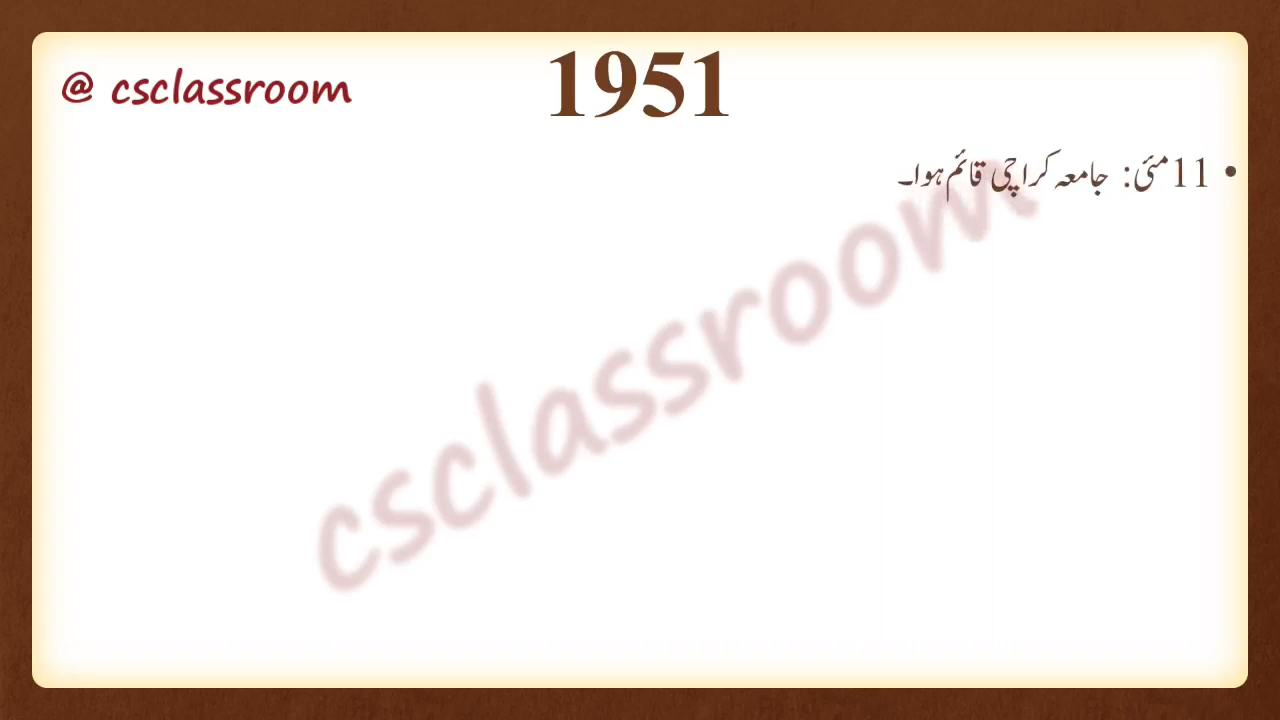 @ csclassroom
1951
• 11 مئی: جامعہ کراچی قائم ہوا۔
csclassroom